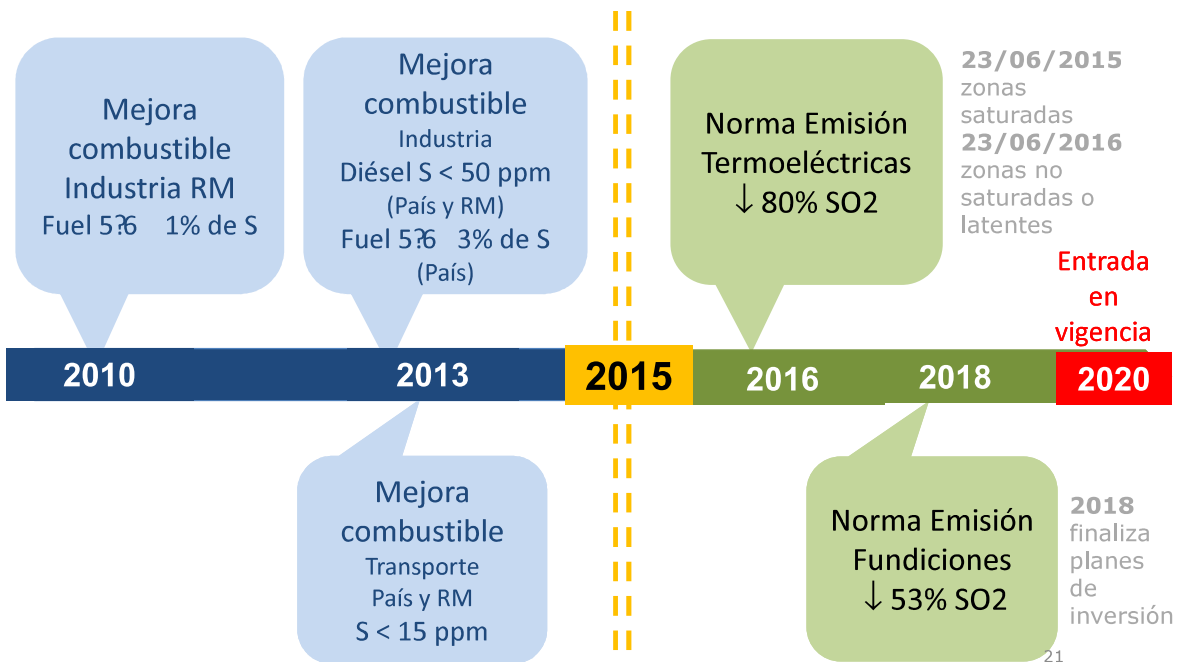 Mejora
combustible
Industria RM
Fuel 5?6 1% de S
Mejora
combustible
Industria
Diésel S < 50 ppm
(País y RM)
Fuel 5?6 3% de S
(País)
Norma Emisión
Termoeléctricas
↓ 80% SO2
23/06/2015
zonas
saturadas
23/06/2016
zonas no
saturadas o
latentes
Entrada
en
vigencia
2010
2013
2015
2016
2018
2020
Mejora
combustible
Transporte
País y RM
S < 15 ppm
Norma Emisión
Fundiciones
↓ 53% SO2
2018
finaliza
planes
de
inversión
21